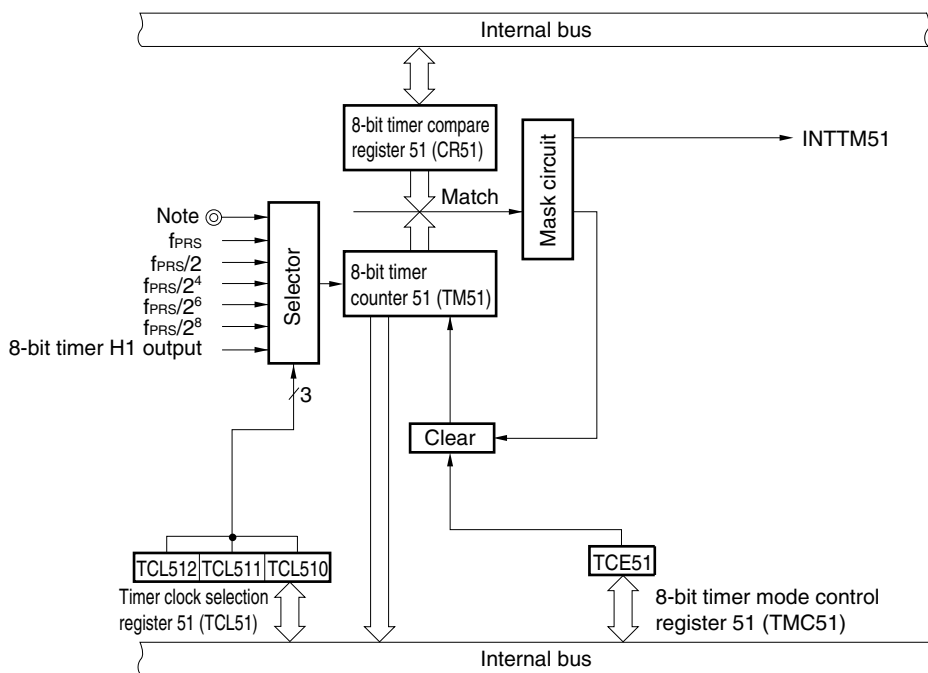 Internal bus
8-bit timer compare
register 51 (CR51)
Mask circuit
INTTM51
Match
Note
fPRS
fPRS/2
fPRS/2⁴
fPRS/2⁶
fPRS/2⁸
8-bit timer H1 output
Selector
8-bit timer
counter 51 (TM51)
3
Clear
TCL512 TCL511 TCL510
Timer clock selection
register 51 (TCL51)
TCE51
8-bit timer mode control
register 51 (TMC51)
Internal bus